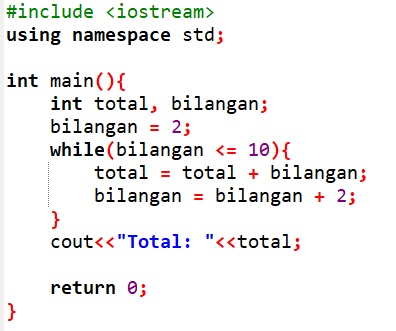 #include <iostream>
using namespace std;

int main(){
    int total, bilangan;
    bilangan = 2;
    while(bilangan <= 10){
        total = total + bilangan;
        bilangan = bilangan + 2;
    }
    cout<<"Total: "<<total;

    return 0;
}